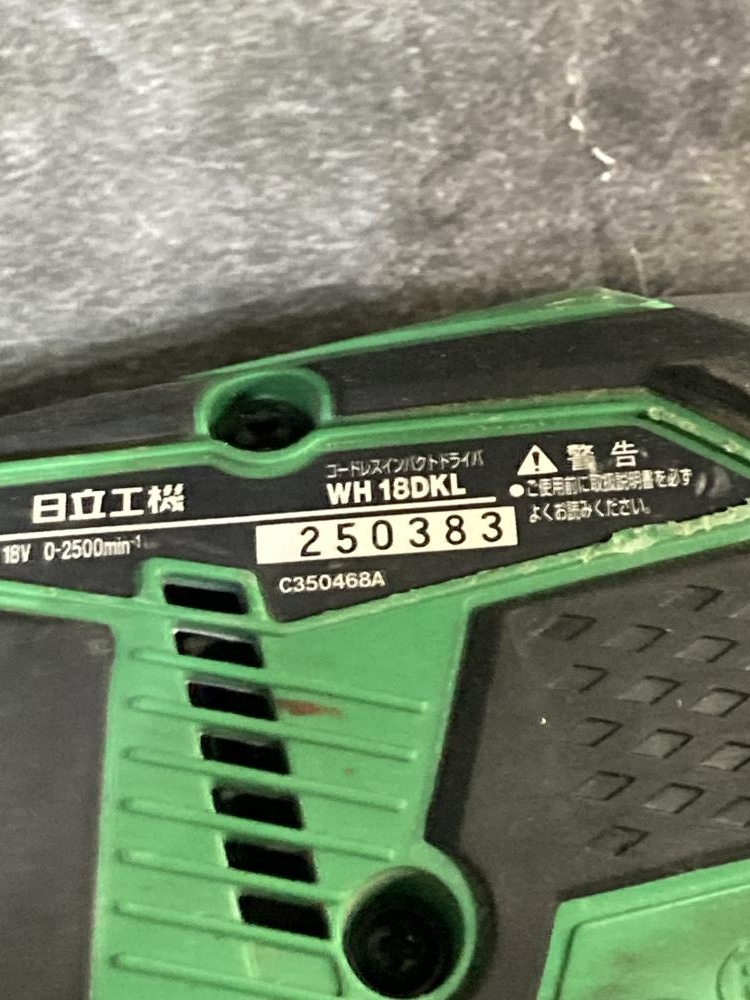 日立工機
18V 0-2500min⁻¹
コードレスインパクトドライバ
WH 18DKL
250383
C350468A
警告
●ご使用前に取扱説明書を必ず
よくお読みください。